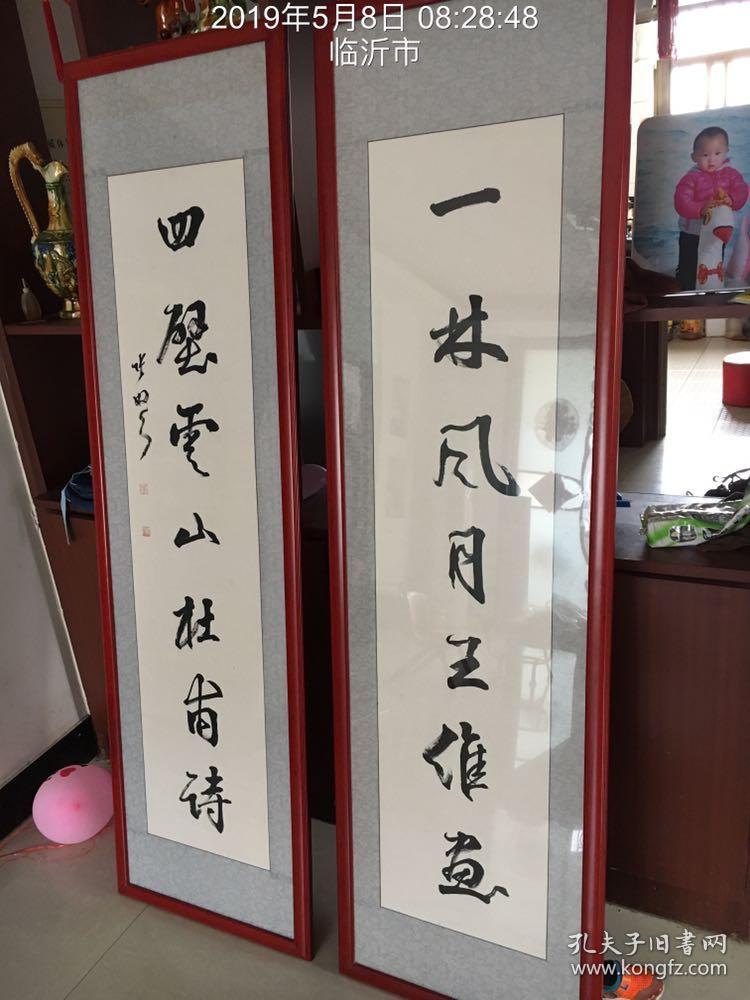 2019年5月8日 08:28:48
临沂市
一林风月王维画
四壁云山杜甫诗
孔夫子旧书网
www.kongfz.com